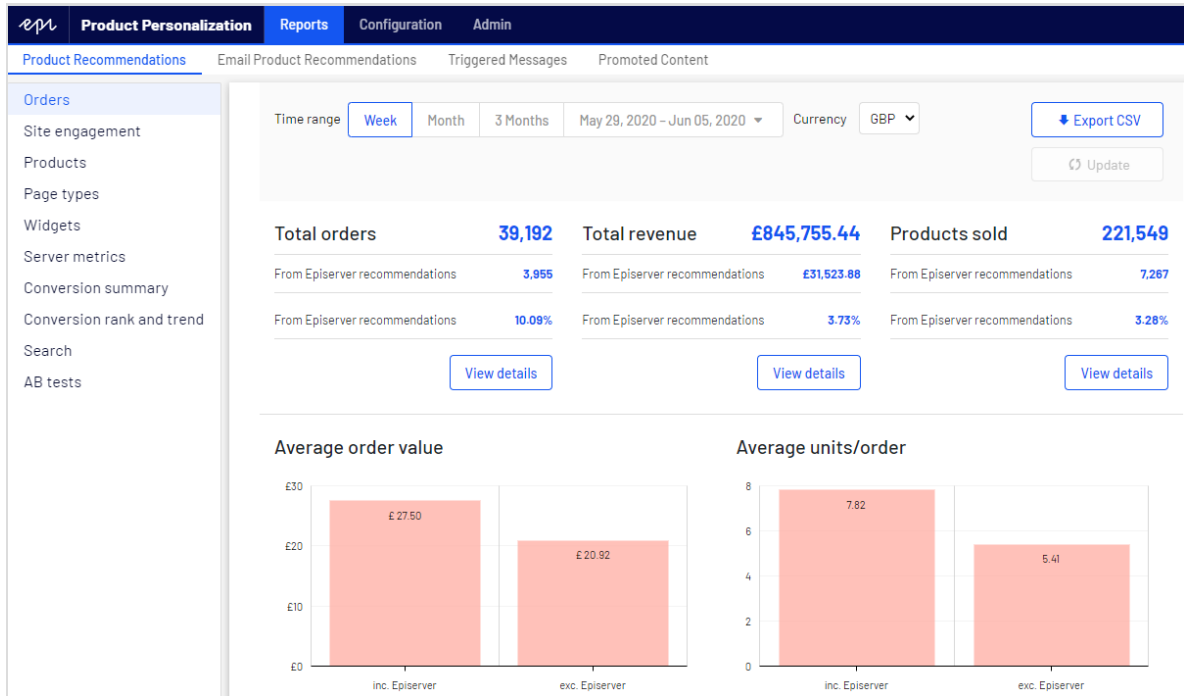 epi Product Personalization Reports Configuration Admin
Product Recommendations Email Product Recommendations Triggered Messages Promoted Content
Orders
Site engagement
Products
Page types
Widgets
Server metrics
Conversion summary
Conversion rank and trend
Search
AB tests
Time range Week Month 3 Months May 29, 2020 - Jun 05, 2020 Currency GBP Export CSV
Update
Total orders 39,192 Total revenue £845,755.44 Products sold 221,549
From Episerver recommendations 3,955 From Episerver recommendations £31,523.88 From Episerver recommendations 7,267
From Episerver recommendations 10.09% From Episerver recommendations 3.73% From Episerver recommendations 3.28%
View details View details View details
Average order value
£30
£20
£10
£0
£ 27.50
£ 20.92
inc. Episerver exc. Episerver
Average units/order
8
6
4
2
0
7.82
5.41
inc. Episerver exc. Episerver